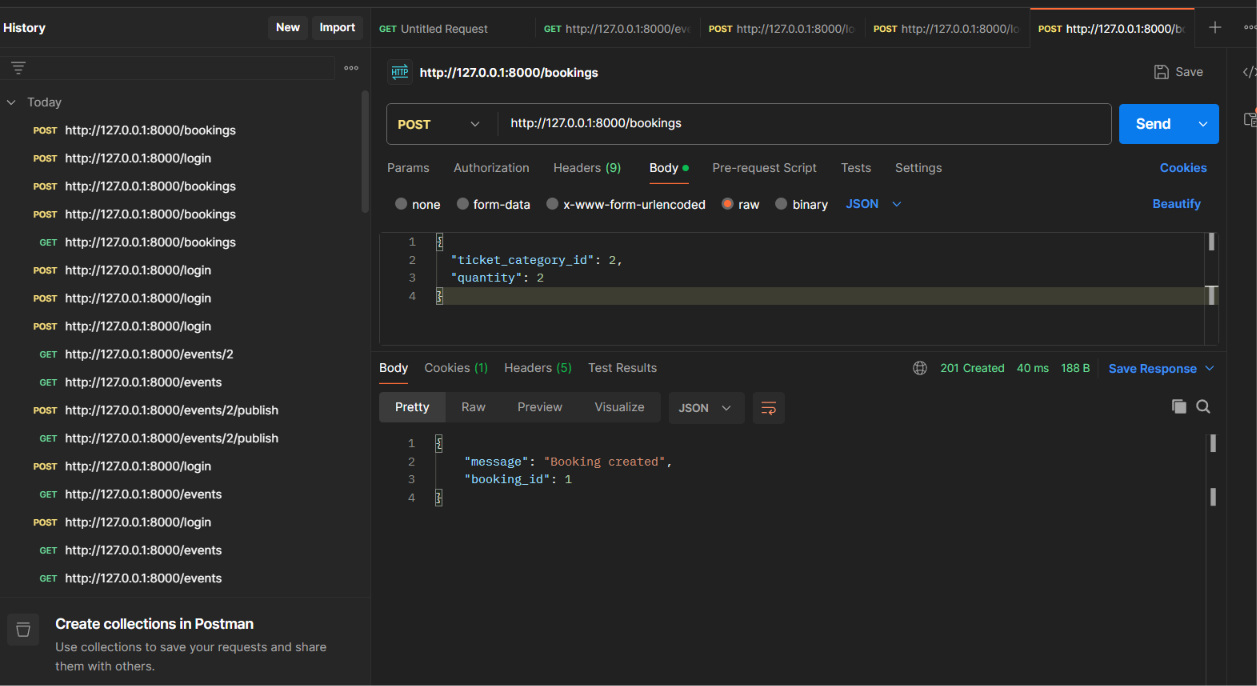 History
New
Import
GET Untitled Request
GET http://127.0.0.1:8000/eve
POST http://127.0.0.1:8000/lo
POST http://127.0.0.1:8000/lo
POST http://127.0.0.1:8000/bo
Today
POST http://127.0.0.1:8000/bookings
POST http://127.0.0.1:8000/login
POST http://127.0.0.1:8000/bookings
POST http://127.0.0.1:8000/bookings
GET http://127.0.0.1:8000/bookings
POST http://127.0.0.1:8000/login
POST http://127.0.0.1:8000/login
POST http://127.0.0.1:8000/login
GET http://127.0.0.1:8000/events/2
GET http://127.0.0.1:8000/events
POST http://127.0.0.1:8000/events/2/publish
GET http://127.0.0.1:8000/events/2/publish
POST http://127.0.0.1:8000/login
GET http://127.0.0.1:8000/events
POST http://127.0.0.1:8000/login
GET http://127.0.0.1:8000/events
GET http://127.0.0.1:8000/events
Create collections in Postman
Use collections to save your requests and share
them with others.
HTTP http://127.0.0.1:8000/bookings
Save
POST http://127.0.0.1:8000/bookings
Send
Params Authorization Headers (9) Body Pre-request Script Tests Settings
Cookies
none form-data x-www-form-urlencoded raw binary JSON
Beautify
1 {
2 "ticket_category_id": 2,
3 "quantity": 2
4 }
Body Cookies (1) Headers (5) Test Results
201 Created 40 ms 188 B Save Response
Pretty Raw Preview Visualize JSON
1 {
2 "message": "Booking created",
3 "booking_id": 1
4 }